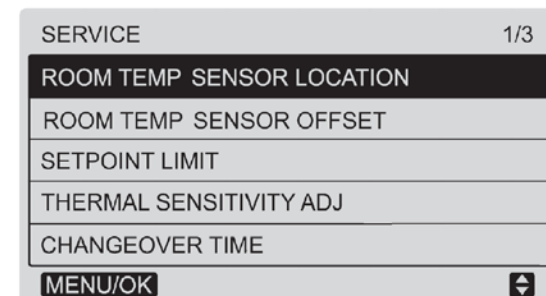 SERVICE 1/3
ROOM TEMP SENSOR LOCATION
ROOM TEMP SENSOR OFFSET
SETPOINT LIMIT
THERMAL SENSITIVITY ADJ
CHANGEOVER TIME
MENU/OK